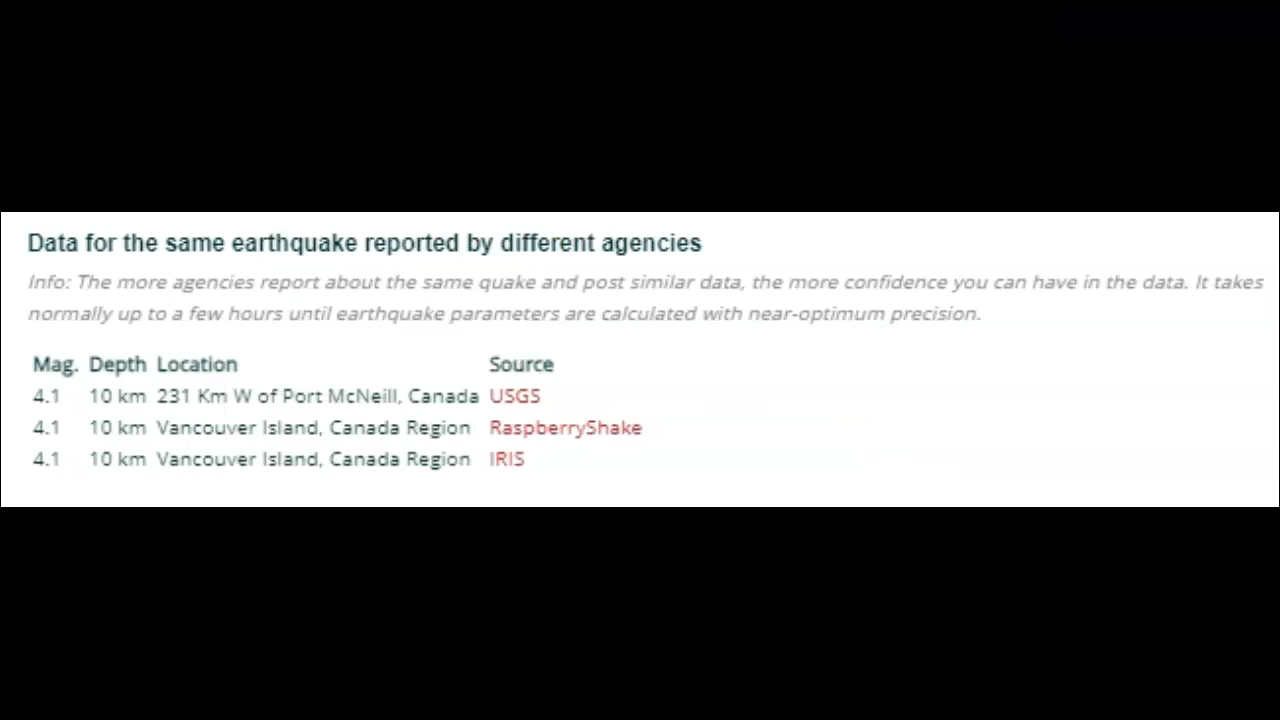 Data for the same earthquake reported by different agencies
Info: The more agencies report about the same quake and post similar data, the more confidence you can have in the data. It takes
normally up to a few hours until earthquake parameters are calculated with near-optimum precision.
Mag. Depth Location Source
4.1 10 km 231 Km W of Port McNeill, Canada USGS
4.1 10 km Vancouver Island, Canada Region RaspberryShake
4.1 10 km Vancouver Island, Canada Region IRIS